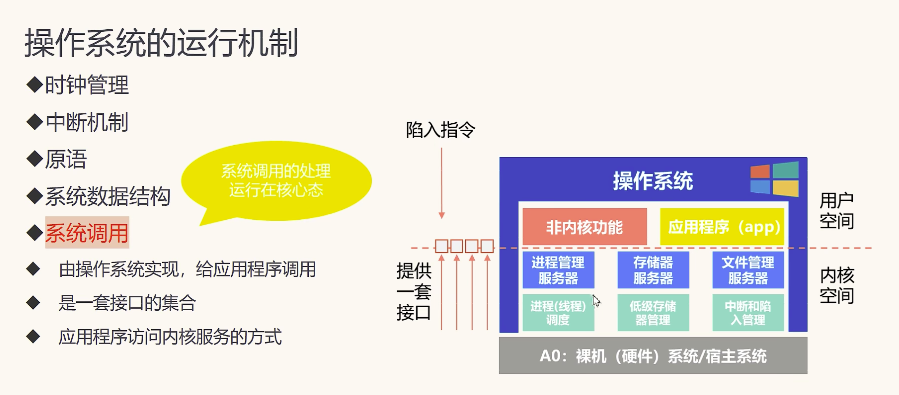 操作系统的运行机制
◆时钟管理
◆中断机制
◆原语
◆系统数据结构
◆系统调用
◆ 由操作系统实现，给应用程序调用
◆ 是一套接口的集合
◆ 应用程序访问内核服务的方式
系统调用的处理
运行在核心态
陷入指令
提供
一套
接口
操作系统
非内核功能
应用程序（app）
进程管理
服务器
存储器
服务器
文件管理
服务器
进程(线程)
调度
低级存储
器管理
中断和陷
入管理
A0：裸机（硬件）系统/宿主系统
用户
空间
内核
空间